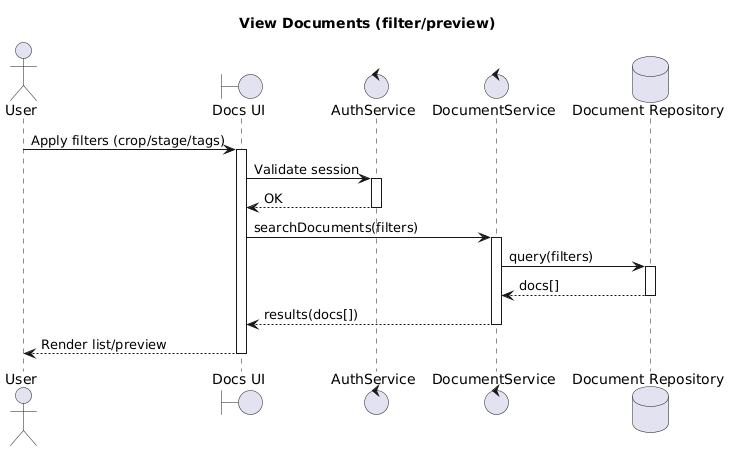 View Documents (filter/preview)
User
Docs UI
AuthService
DocumentService
Document Repository
Apply filters (crop/stage/tags)
Validate session
OK
searchDocuments(filters)
query(filters)
docs[]
results(docs[])
Render list/preview
User
Docs UI
AuthService
DocumentService
Document Repository